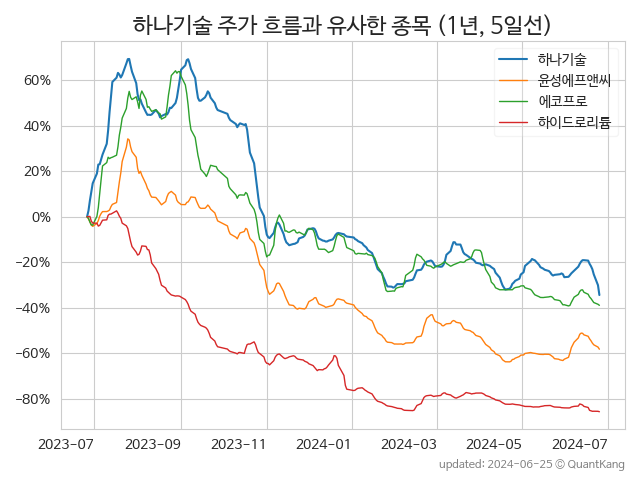 하나기술 주가 흐름과 유사한 종목 (1년, 5일선)
하나기술
윤성에프앤씨
에코프로
하이드로리튬
60%
40%
20%
0%
−20%
−40%
−60%
−80%
2023-07 2023-09 2023-11 2024-01 2024-03 2024-05 2024-07
updated: 2024-06-25 © QuantKang